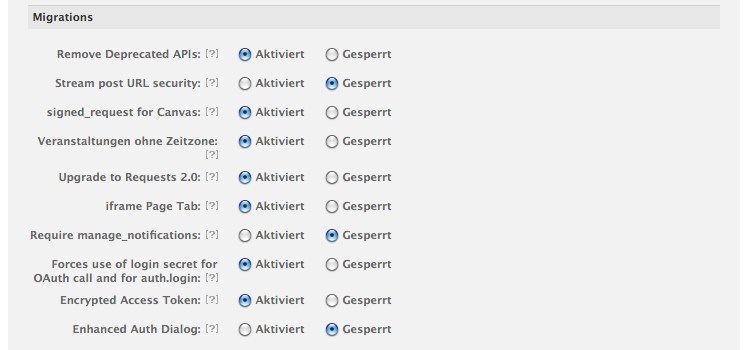 Migrations
Remove Deprecated APIs: [?] Aktiviert Gesperrt
Stream post URL security: [?] Aktiviert Gesperrt
signed_request for Canvas: [?] Aktiviert Gesperrt
Veranstaltungen ohne Zeitzone: Aktiviert Gesperrt
[?]
Upgrade to Requests 2.0: [?] Aktiviert Gesperrt
iframe Page Tab: [?] Aktiviert Gesperrt
Require manage_notifications: [?] Aktiviert Gesperrt
Forces use of login secret for Aktiviert Gesperrt
OAuth call and for auth.login: [?]
Encrypted Access Token: [?] Aktiviert Gesperrt
Enhanced Auth Dialog: [?] Aktiviert Gesperrt